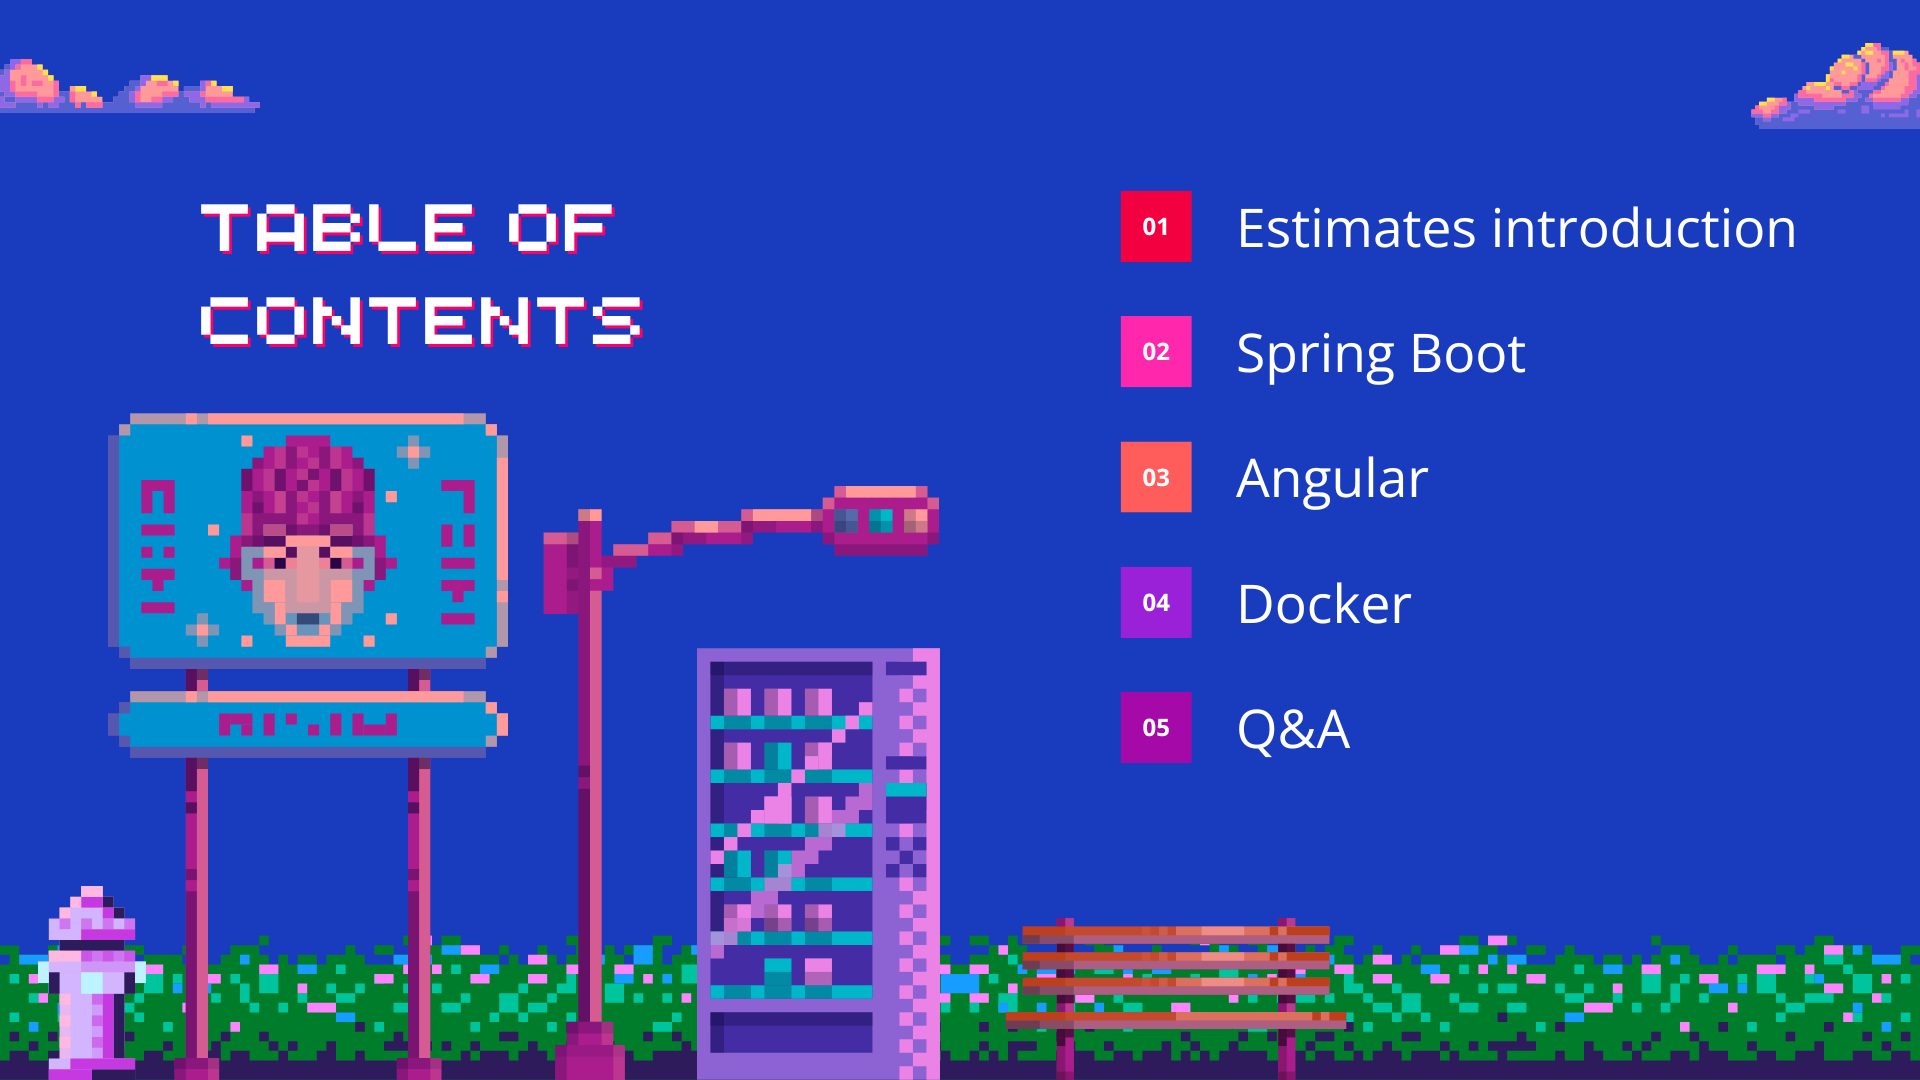 TABLE OF
CONTENTS
01 Estimates introduction
02 Spring Boot
03 Angular
04 Docker
05 Q&A